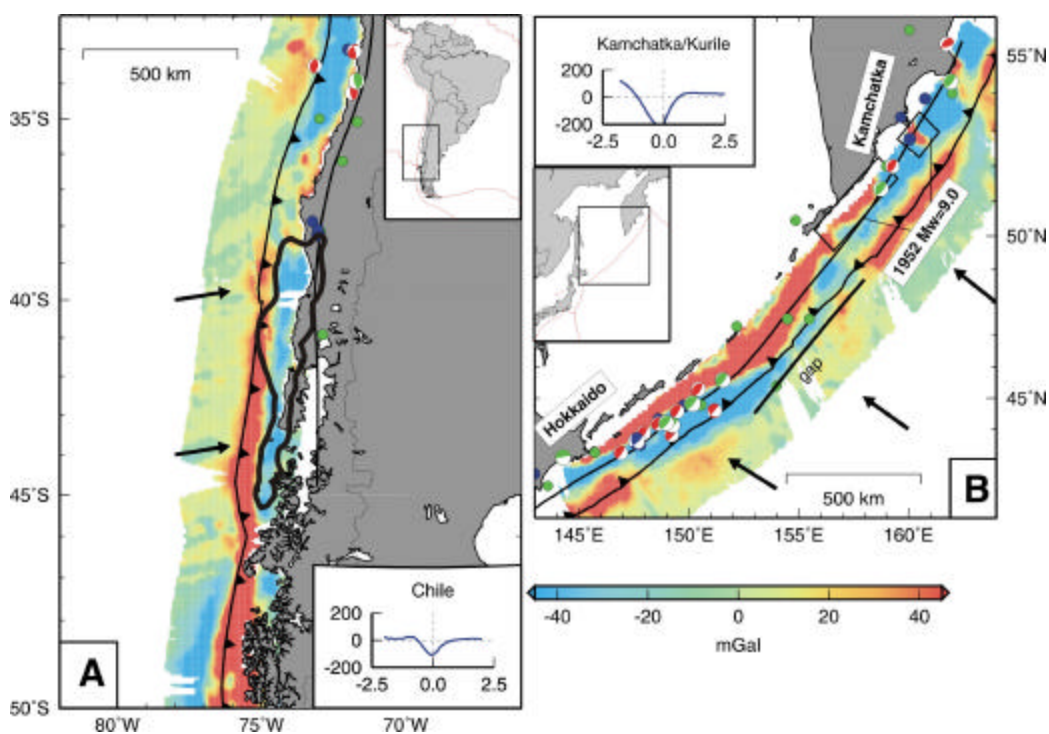 500 km
35˚S
40˚S
45˚S
50˚S
80˚W
75˚W
70˚W
A
Chile
200
0
-200
-2.5
0.0
2.5
Kamchatka/Kurile
200
0
-200
-2.5
0.0
2.5
Kamchatka
1952 Mw=9.0
Hokkaido
gap
500 km
B
55˚N
50˚N
45˚N
145˚E
150˚E
155˚E
160˚E
-40
-20
0
20
40
mGal